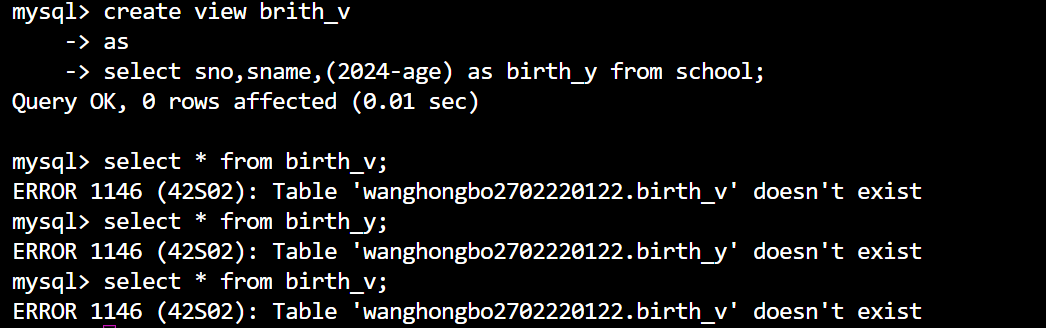 mysql> create view brith_v
    -> as
    -> select sno,sname,(2024-age) as birth_y from school;
Query OK, 0 rows affected (0.01 sec)

mysql> select * from birth_v;
ERROR 1146 (42S02): Table 'wanghongbo2702220122.birth_v' doesn't exist
mysql> select * from birth_y;
ERROR 1146 (42S02): Table 'wanghongbo2702220122.birth_y' doesn't exist
mysql> select * from birth_v;
ERROR 1146 (42S02): Table 'wanghongbo2702220122.birth_v' doesn't exist